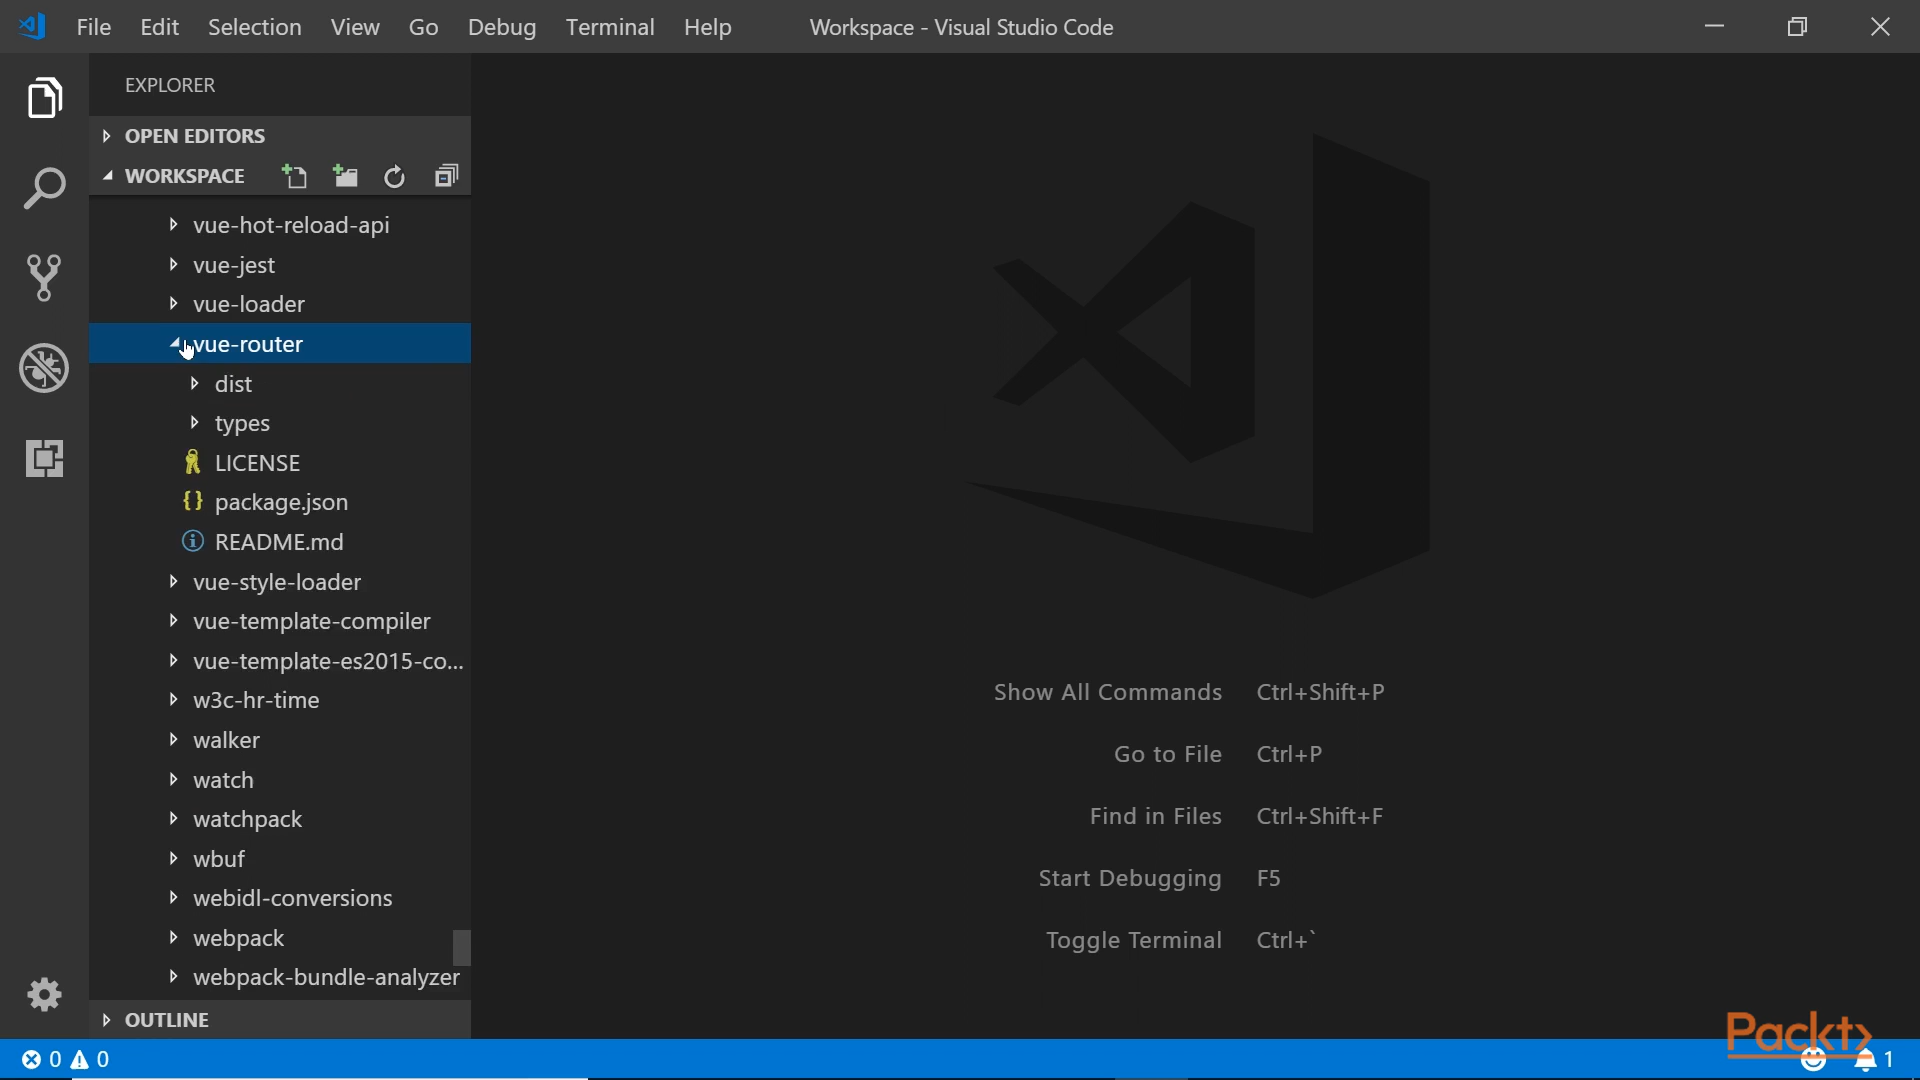 File Edit Selection View Go Debug Terminal Help Workspace - Visual Studio Code
EXPLORER
OPEN EDITORS
WORKSPACE
vue-hot-reload-api
vue-jest
vue-loader
vue-router
dist
types
LICENSE
package.json
README.md
vue-style-loader
vue-template-compiler
vue-template-es2015-co...
w3c-hr-time
walker
watch
watchpack
wbuf
webidl-conversions
webpack
webpack-bundle-analyzer
OUTLINE
Show All Commands Ctrl+Shift+P
Go to File Ctrl+P
Find in Files Ctrl+Shift+F
Start Debugging F5
Toggle Terminal Ctrl+`
Packt>
0 0 1